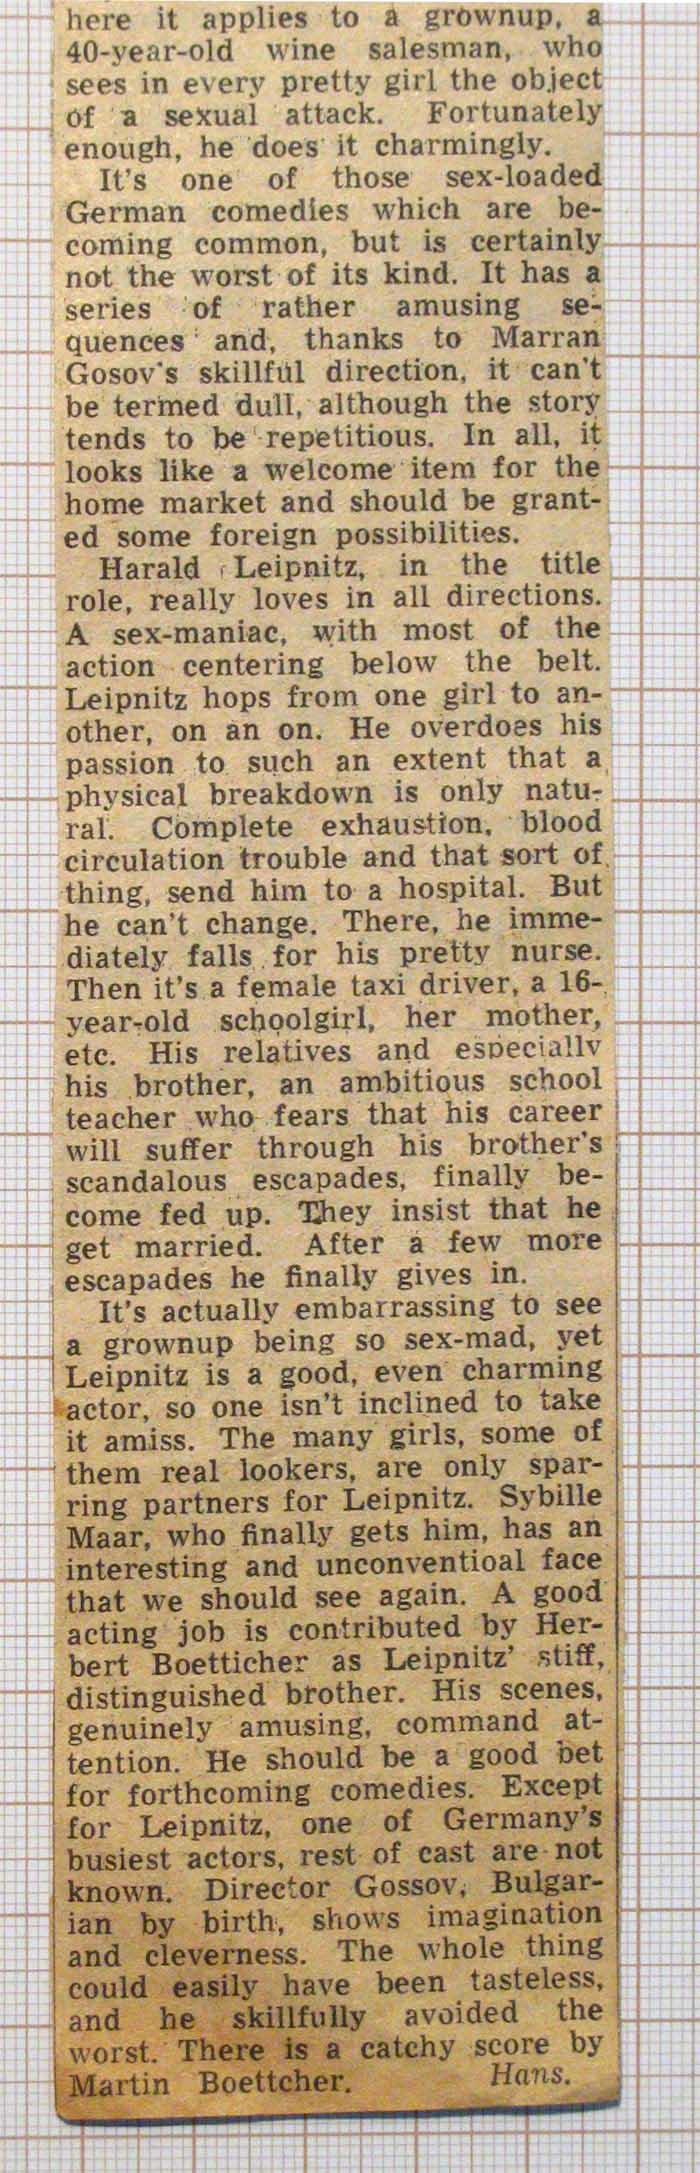 here it applies to a grownup, a
40-year-old wine salesman, who
sees in every pretty girl the object
of a sexual attack. Fortunately
enough, he does it charmingly.
It's one of those sex-loaded
German comedies which are be-
coming common, but is certainly
not the worst of its kind. It has a
series of rather amusing se-
quences and, thanks to Marran
Gosov's skillful direction, it can't
be termed dull, although the story
tends to be repetitious. In all, it
looks like a welcome item for the
home market and should be grant-
ed some foreign possibilities.
Harald Leipnitz, in the title
role, really loves in all directions.
A sex-maniac, with most of the
action centering below the belt.
Leipnitz hops from one girl to an-
other, on an on. He overdoes his
passion to such an extent that a
physical breakdown is only natu-
ral. Complete exhaustion, blood
circulation trouble and that sort of
thing, send him to a hospital. But
he can't change. There, he imme-
diately falls for his pretty nurse.
Then it's a female taxi driver, a 16-
year-old schoolgirl, her mother,
etc. His relatives and especially
his brother, an ambitious school
teacher who fears that his career
will suffer through his brother's
scandalous escapades, finally be-
come fed up. They insist that he
get married. After a few more
escapades he finally gives in.
It's actually embarrassing to see
a grownup being so sex-mad, yet
Leipnitz is a good, even charming
actor, so one isn't inclined to take
it amiss. The many girls, some of
them real lookers, are only spar-
ring partners for Leipnitz. Sybille
Maar, who finally gets him, has an
interesting and unconventioal face
that we should see again. A good
acting job is contributed by Her-
bert Boetticher as Leipnitz' stiff,
distinguished brother. His scenes,
genuinely amusing, command at-
tention. He should be a good bet
for forthcoming comedies. Except
for Leipnitz, one of Germany's
busiest actors, rest of cast are not
known. Director Gossov, Bulgar-
ian by birth, shows imagination
and cleverness. The whole thing
could easily have been tasteless,
and he skillfully avoided the
worst. There is a catchy score by
Martin Boettcher. Hans.